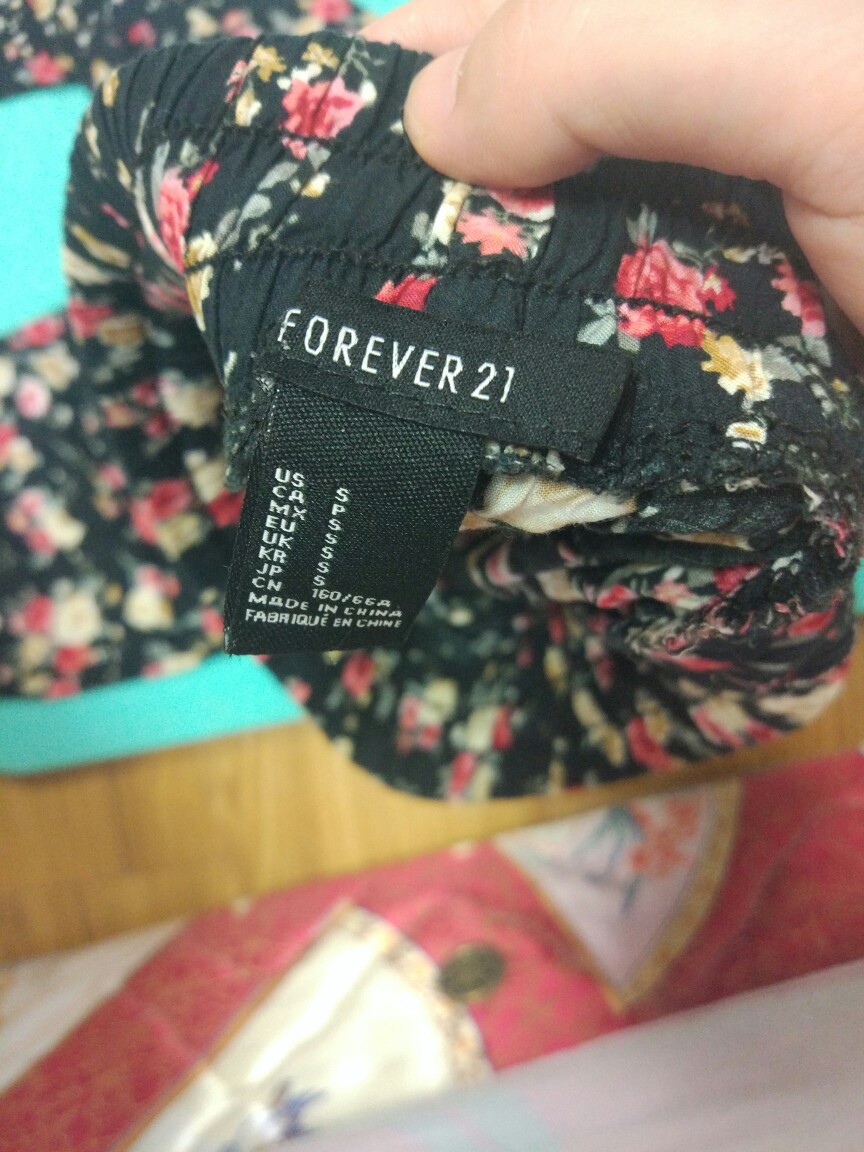 FOREVER 21
US S
CA P
MX S
EU S
UK S
KR S
JP S
CN 160/66A
MADE IN CHINA
FABRIQUÉ EN CHINE